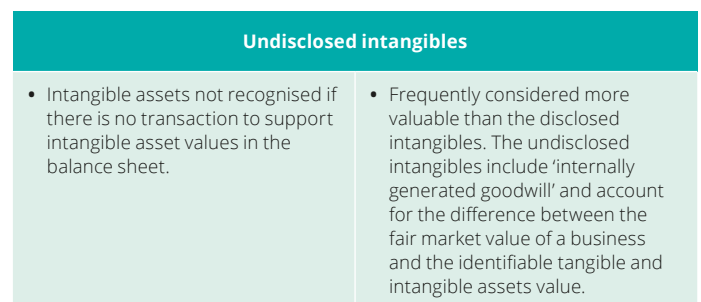 Undisclosed intangibles
• Intangible assets not recognised if
there is no transaction to support
intangible asset values in the
balance sheet.
• Frequently considered more
valuable than the disclosed
intangibles. The undisclosed
intangibles include ‘internally
generated goodwill’ and account
for the difference between the
fair market value of a business
and the identifiable tangible and
intangible assets value.